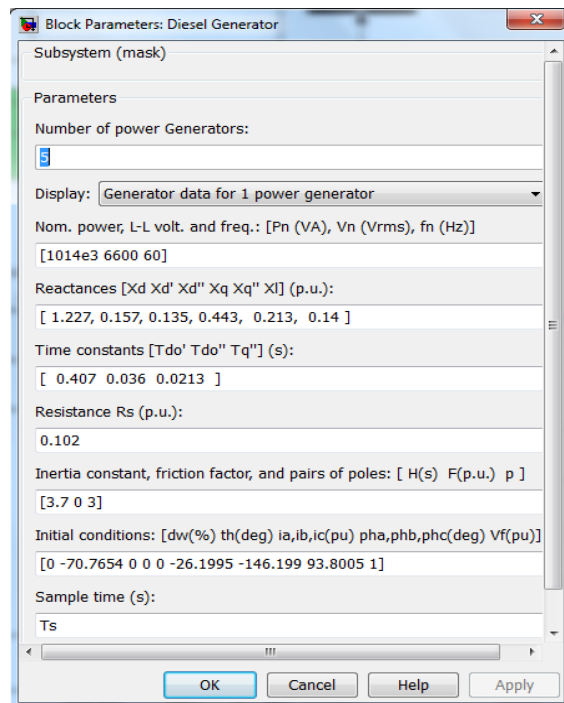 Block Parameters: Diesel Generator
Subsystem (mask)
Parameters
Number of power Generators:
5
Display: Generator data for 1 power generator
Nom. power, L-L volt. and freq.: [Pn (VA), Vn (Vrms), fn (Hz)]
[1014e3 6600 60]
Reactances [Xd Xd' Xd'' Xq Xq'' Xl] (p.u.):
[ 1.227, 0.157, 0.135, 0.443, 0.213, 0.14 ]
Time constants [Tdo' Tdo'' Tq''] (s):
[ 0.407 0.036 0.0213 ]
Resistance Rs (p.u.):
0.102
Inertia constant, friction factor, and pairs of poles: [ H(s) F(p.u.) p ]
[3.7 0 3]
Initial conditions: [dw(%) th(deg) ia,ib,ic(pu) pha,phb,phc(deg) Vf(pu)]
[0 -70.7654 0 0 0 -26.1995 -146.199 93.8005 1]
Sample time (s):
Ts
OK Cancel Help Apply